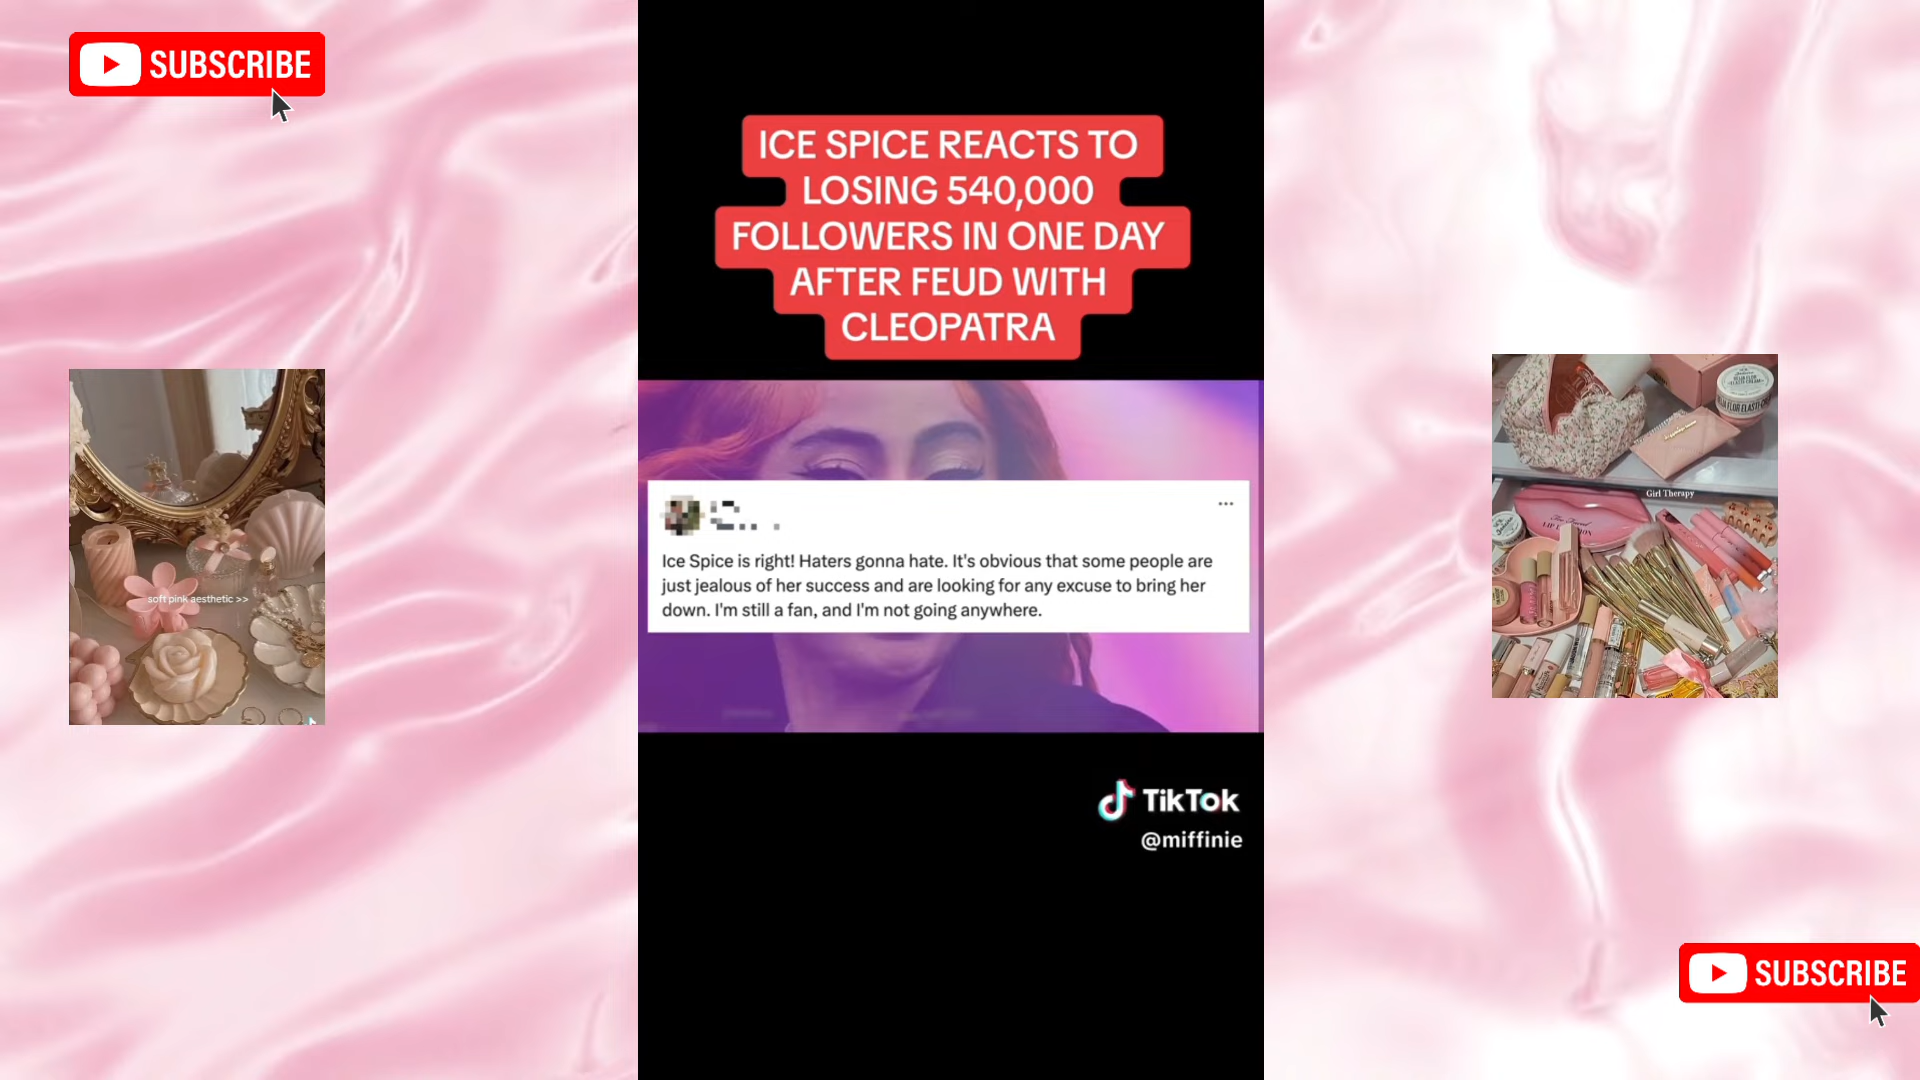 SUBSCRIBE
ICE SPICE REACTS TO
LOSING 540,000
FOLLOWERS IN ONE DAY
AFTER FEUD WITH
CLEOPATRA
Ice Spice is right! Haters gonna hate. It's obvious that some people are
just jealous of her success and are looking for any excuse to bring her
down. I'm still a fan, and I'm not going anywhere.
soft pink aesthetic >>
Girl Therapy
TikTok
@miffinie
SUBSCRIBE